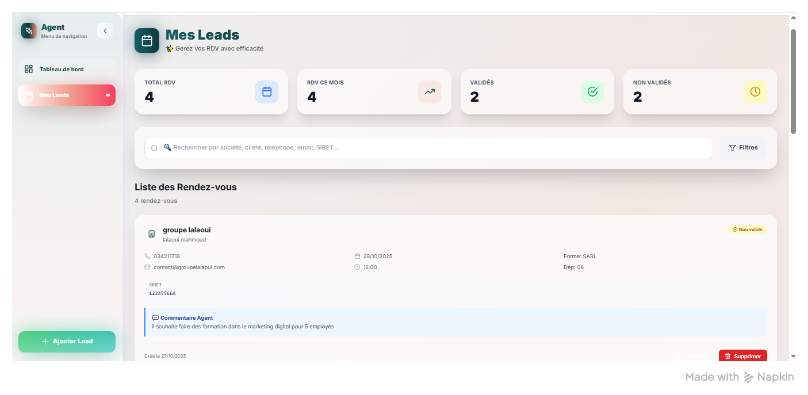 Agent
Menu de navigation
Tableau de bord
Mes Leads
Ajouter Lead
Mes Leads
Gérez vos RDV avec efficacité
TOTAL RDV
4
RDV CE MOIS
4
VALIDÉS
2
NON VALIDÉS
2
Rechercher par société, client, téléphone, email, SIRET...
Filtres
Liste des Rendez-vous
4 rendez-vous
groupe lalaoui
lalaoui mahmoud
Non validé
034211718
28/10/2025
Forme: SARL
contact@groupelalaoui.com
12:00
Dép: 06
SIRET
123455664
Commentaire Agent
il souhaite faire des formation dans le marketing digital pour 5 employés
Créé le 27/10/2025
Supprimer
Made with Napkin